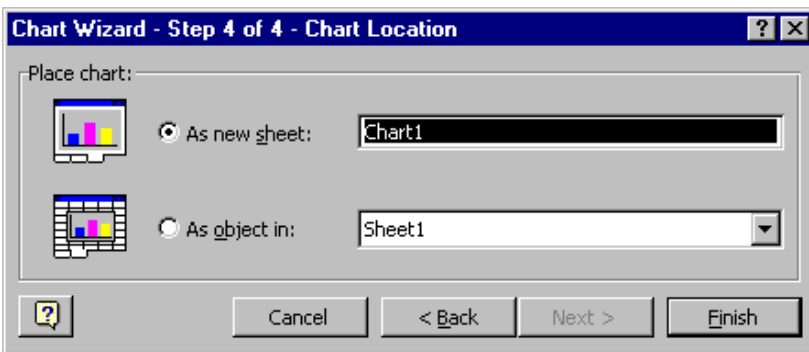 Chart Wizard - Step 4 of 4 - Chart Location ? X
Place chart:
As new sheet: Chart1
As object in: Sheet1
? Cancel < Back Next > Finish